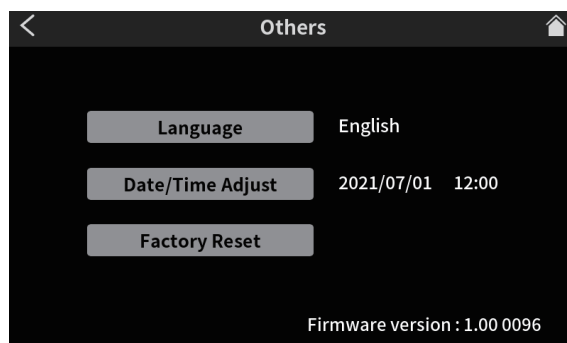 Others
Language English
Date/Time Adjust 2021/07/01 12:00
Factory Reset
Firmware version : 1.00 0096